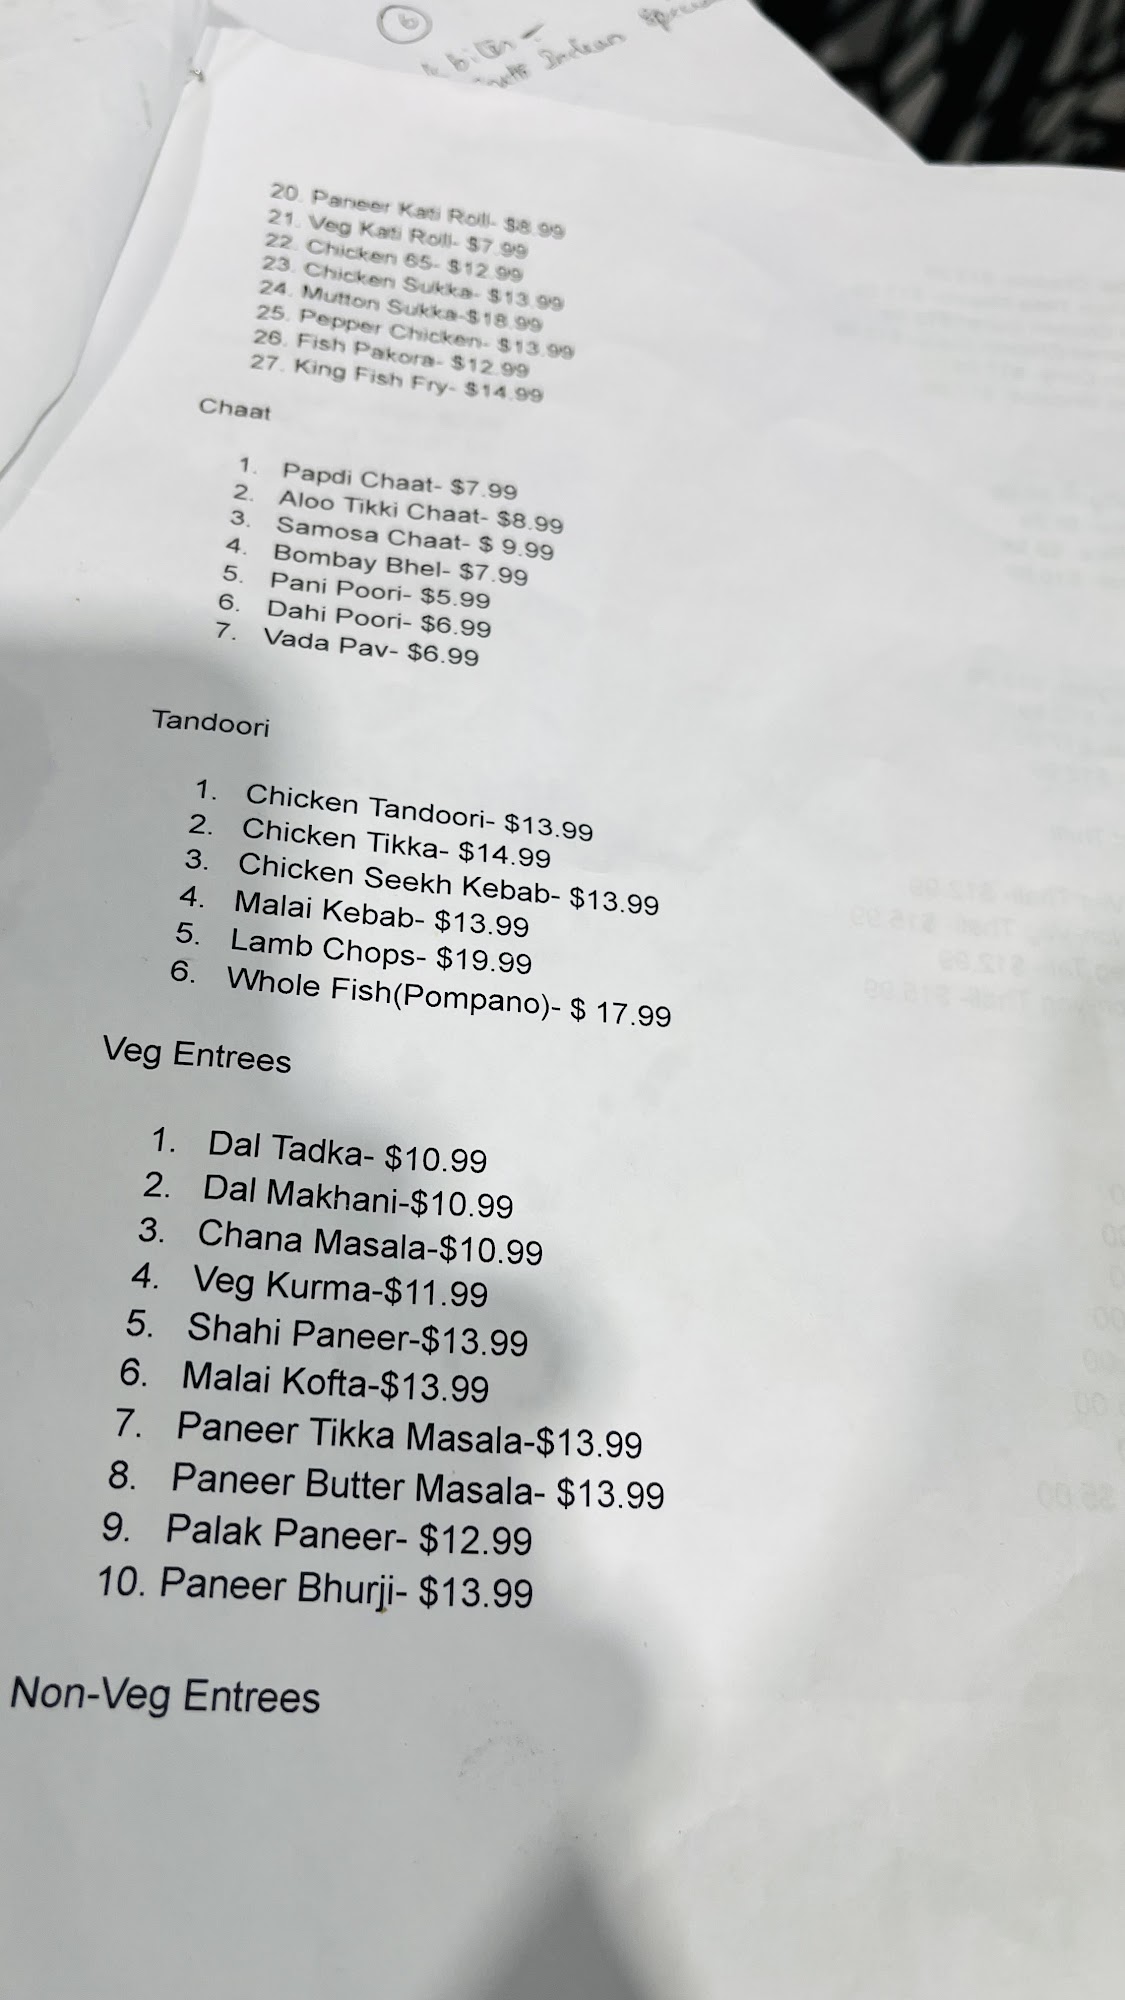 6
bites
Indian
20. Paneer Kati Roll- $8.99
21. Veg Kati Roll- $7.99
22. Chicken 65- $12.99
23. Chicken Sukka- $13.99
24. Mutton Sukka-$18.99
25. Pepper Chicken- $13.99
26. Fish Pakora- $12.99
27. King Fish Fry- $14.99
Chaat
1. Papdi Chaat- $7.99
2. Aloo Tikki Chaat- $8.99
3. Samosa Chaat- $ 9.99
4. Bombay Bhel- $7.99
5. Pani Poori- $5.99
6. Dahi Poori- $6.99
7. Vada Pav- $6.99
Tandoori
1. Chicken Tandoori- $13.99
2. Chicken Tikka- $14.99
3. Chicken Seekh Kebab- $13.99
4. Malai Kebab- $13.99
5. Lamb Chops- $19.99
6. Whole Fish(Pompano)- $ 17.99
Veg Entrees
1. Dal Tadka- $10.99
2. Dal Makhani-$10.99
3. Chana Masala-$10.99
4. Veg Kurma-$11.99
5. Shahi Paneer-$13.99
6. Malai Kofta-$13.99
7. Paneer Tikka Masala-$13.99
8. Paneer Butter Masala- $13.99
9. Palak Paneer- $12.99
10. Paneer Bhurji- $13.99
Non-Veg Entrees